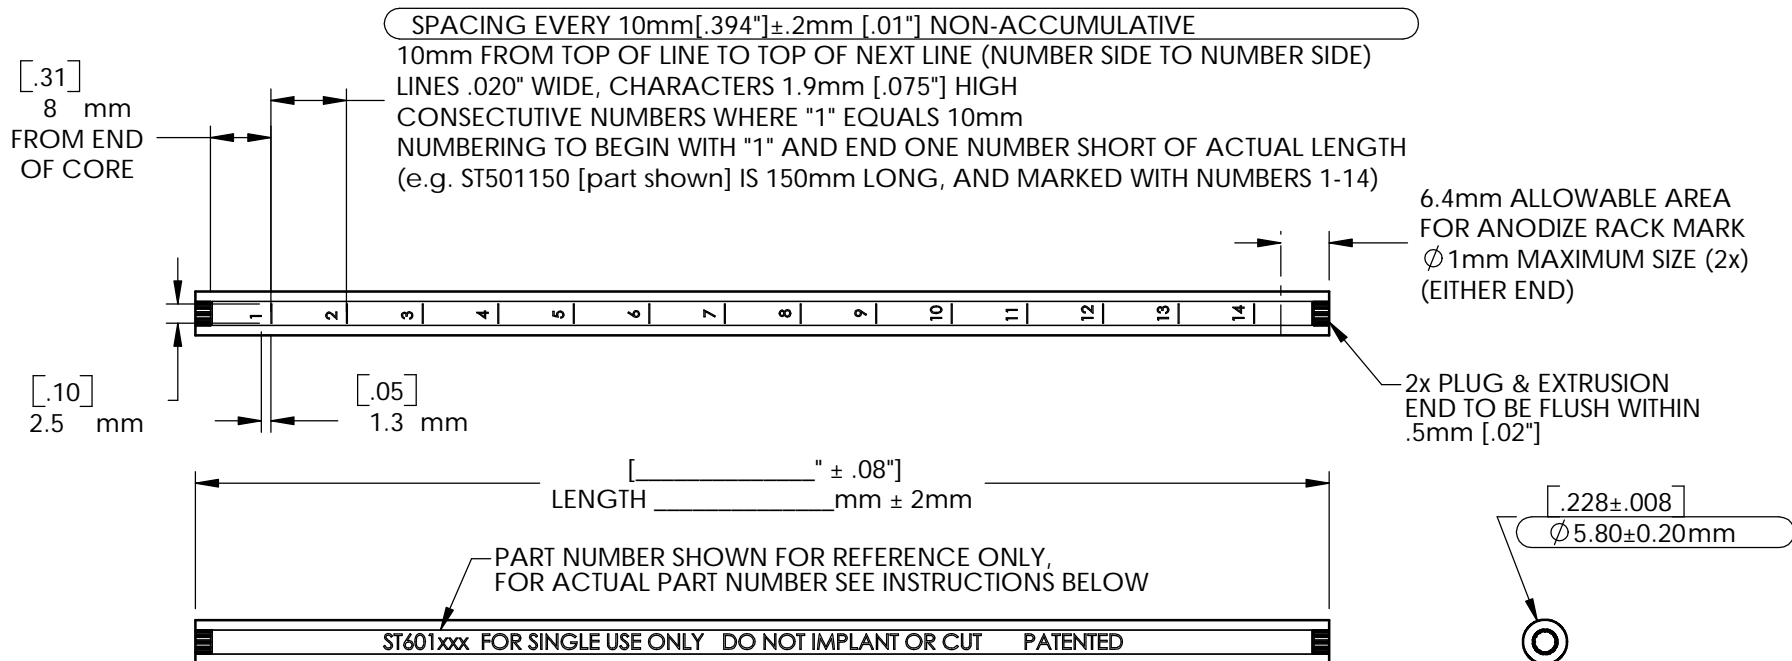 SPACING EVERY 10mm[.394"]±.2mm [.01"] NON-ACCUMULATIVE
10mm FROM TOP OF LINE TO TOP OF NEXT LINE (NUMBER SIDE TO NUMBER SIDE)
LINES .020" WIDE, CHARACTERS 1.9mm [.075"] HIGH
CONSECTUTIVE NUMBERS WHERE "1" EQUALS 10mm
NUMBERING TO BEGIN WITH "1" AND END ONE NUMBER SHORT OF ACTUAL LENGTH
(e.g. ST501150 [part shown] IS 150mm LONG, AND MARKED WITH NUMBERS 1-14)
[.31]
8 mm
FROM END
OF CORE
6.4mm ALLOWABLE AREA
FOR ANODIZE RACK MARK
∅1mm MAXIMUM SIZE (2x)
(EITHER END)
1 2 3 4 5 6 7 8 9 10 11 12 13 14
[.10]
2.5 mm
[.05]
1.3 mm
2x PLUG & EXTRUSION
END TO BE FLUSH WITHIN
.5mm [.02"]
[______________" ± .08"]
LENGTH ______________mm ± 2mm
[.228±.008]
∅5.80±0.20mm
PART NUMBER SHOWN FOR REFERENCE ONLY,
FOR ACTUAL PART NUMBER SEE INSTRUCTIONS BELOW
ST601xxx FOR SINGLE USE ONLY DO NOT IMPLANT OR CUT PATENTED